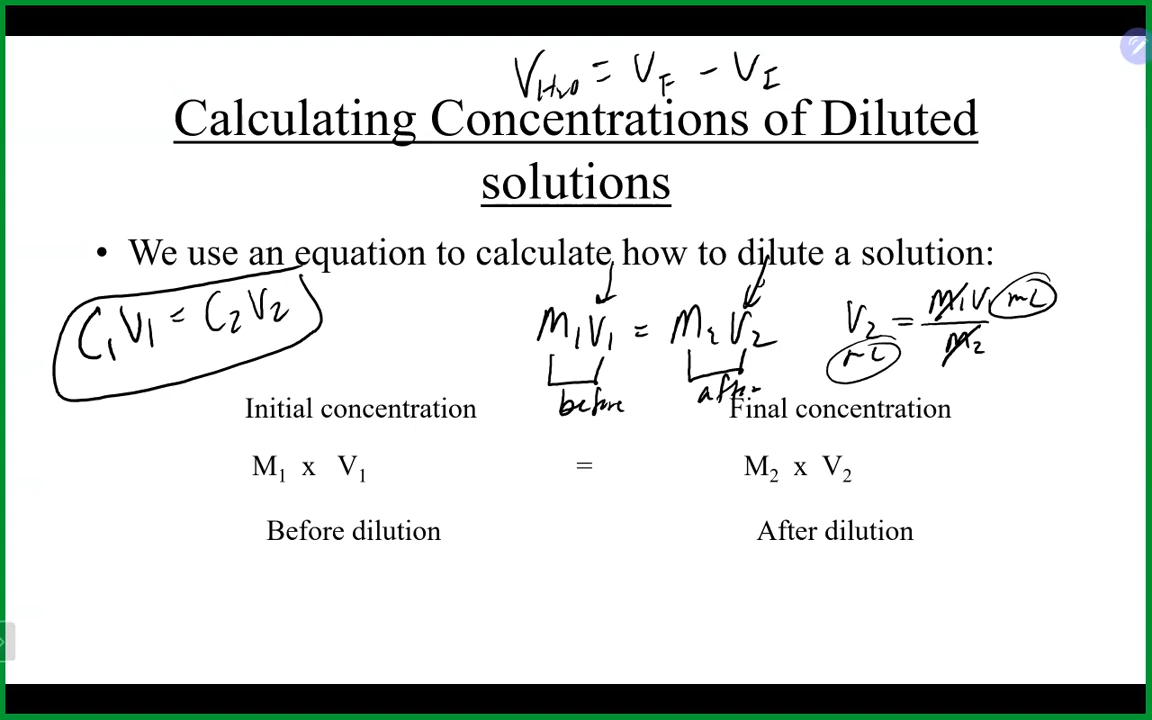 V_H₂O = V_F - V_I
Calculating Concentrations of Diluted
solutions
• We use an equation to calculate how to dilute a solution:
C₁V₁ = C₂V₂
M₁V₁ = M₂V₂
V₂ = M₁V₁ mL / M₂
mL
before
after
Initial concentration
Final concentration
M₁ x V₁ = M₂ x V₂
Before dilution
After dilution